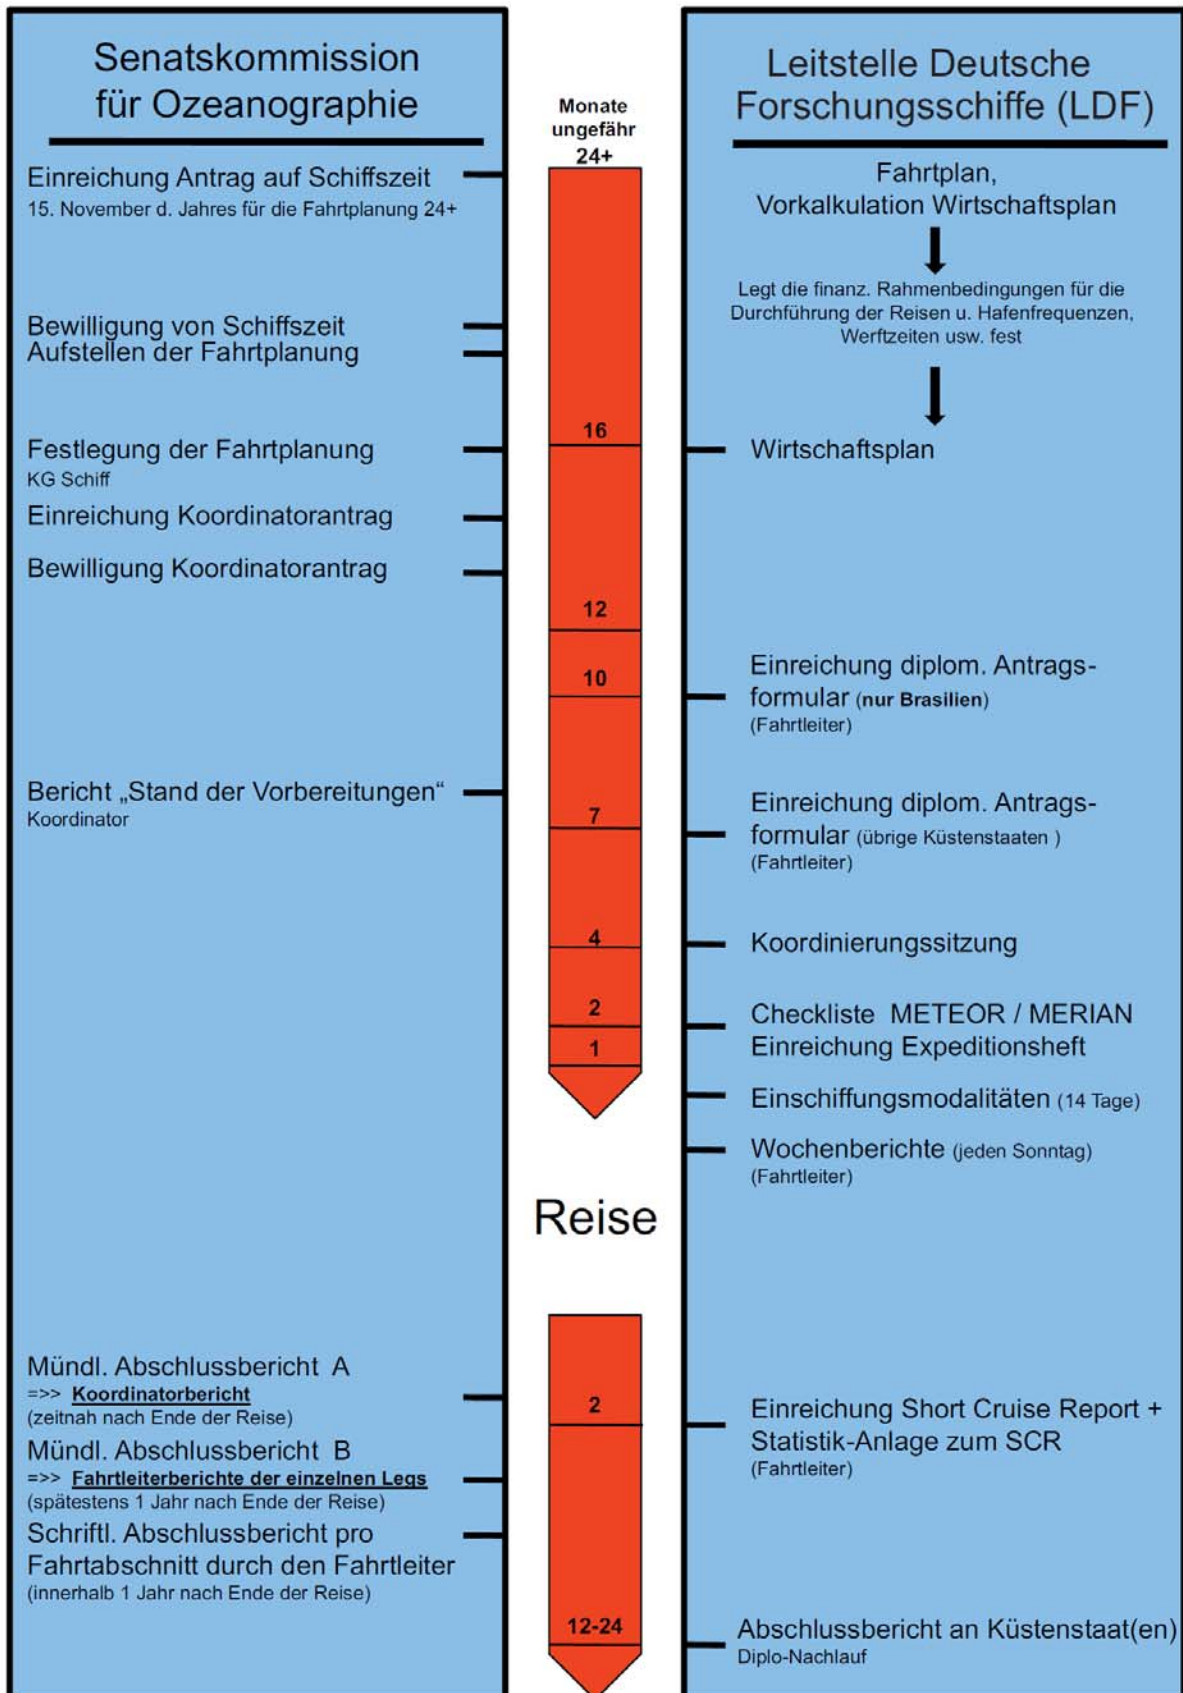 Senatskommission
für Ozeanographie
Einreichung Antrag auf Schiffszeit
15. November d. Jahres für die Fahrtplanung 24+
Bewilligung von Schiffszeit
Aufstellen der Fahrtplanung
Festlegung der Fahrtplanung
KG Schiff
Einreichung Koordinatorantrag
Bewilligung Koordinatorantrag
Bericht „Stand der Vorbereitungen“
Koordinator
Mündl. Abschlussbericht A
=>> Koordinatorbericht
(zeitnah nach Ende der Reise)
Mündl. Abschlussbericht B
=>> Fahrtleiterberichte der einzelnen Legs
(spätestens 1 Jahr nach Ende der Reise)
Schriftl. Abschlussbericht pro
Fahrtabschnitt durch den Fahrtleiter
(innerhalb 1 Jahr nach Ende der Reise)
Monate
ungefähr
24+
16
12
10
7
4
2
1
Reise
2
12-24
Leitstelle Deutsche
Forschungsschiffe (LDF)
Fahrtplan,
Vorkalkulation Wirtschaftsplan
Legt die finanz. Rahmenbedingungen für die
Durchführung der Reisen u. Hafenfrequenzen,
Werftzeiten usw. fest
Wirtschaftsplan
Einreichung diplom. Antrags-
formular (nur Brasilien)
(Fahrtleiter)
Einreichung diplom. Antrags-
formular (übrige Küstenstaaten )
(Fahrtleiter)
Koordinierungssitzung
Checkliste METEOR / MERIAN
Einreichung Expeditionsheft
Einschiffungsmodalitäten (14 Tage)
Wochenberichte (jeden Sonntag)
(Fahrtleiter)
Einreichung Short Cruise Report +
Statistik-Anlage zum SCR
(Fahrtleiter)
Abschlussbericht an Küstenstaat(en)
Diplo-Nachlauf